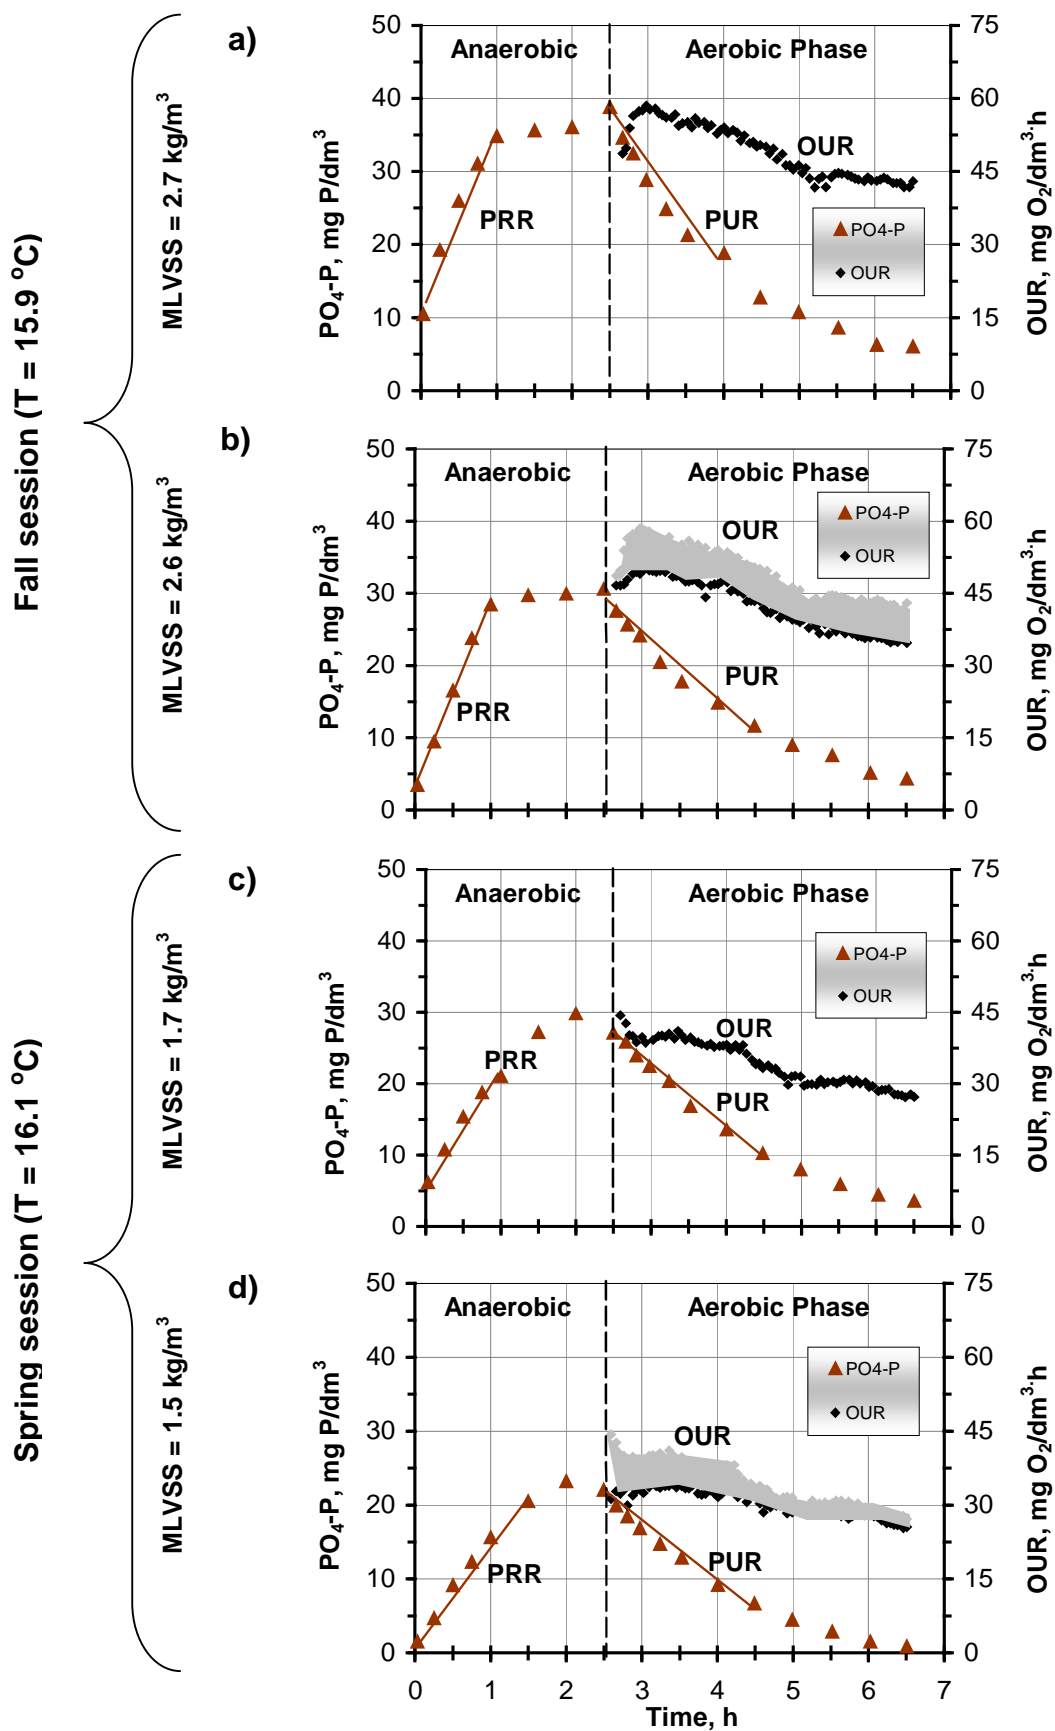 Fall session (T = 15.9 °C)
MLVSS = 2.7 kg/m³
a)
PO₄-P, mg P/dm³
50
40
30
20
10
0
Anaerobic
Aerobic Phase
PRR
PUR
OUR
PO4-P
OUR
75
60
45
30
15
0
OUR, mg O₂/dm³·h
MLVSS = 2.6 kg/m³
b)
PO₄-P, mg P/dm³
50
40
30
20
10
0
Anaerobic
Aerobic Phase
PRR
PUR
OUR
PO4-P
OUR
75
60
45
30
15
0
OUR, mg O₂/dm³·h
Spring session (T = 16.1 °C)
MLVSS = 1.7 kg/m³
c)
PO₄-P, mg P/dm³
50
40
30
20
10
0
Anaerobic
Aerobic Phase
PRR
PUR
OUR
PO4-P
OUR
75
60
45
30
15
0
OUR, mg O₂/dm³·h
MLVSS = 1.5 kg/m³
d)
PO₄-P, mg P/dm³
50
40
30
20
10
0
Anaerobic
Aerobic Phase
PRR
PUR
OUR
PO4-P
OUR
75
60
45
30
15
0
OUR, mg O₂/dm³·h
0 1 2 3 4 5 6 7
Time, h